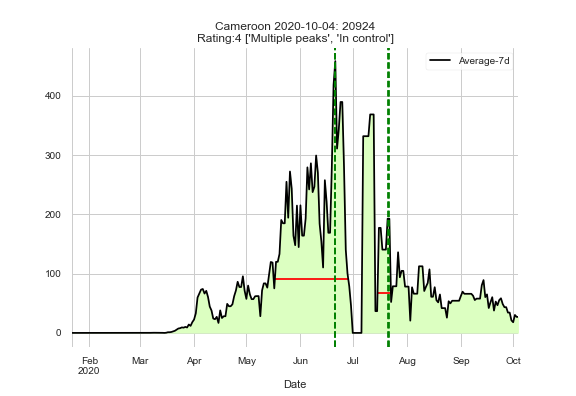 Cameroon 2020-10-04: 20924
Rating:4 ['Multiple peaks', 'In control']
Average-7d
400
300
200
100
0
Feb Mar Apr May Jun Jul Aug Sep Oct
2020
Date